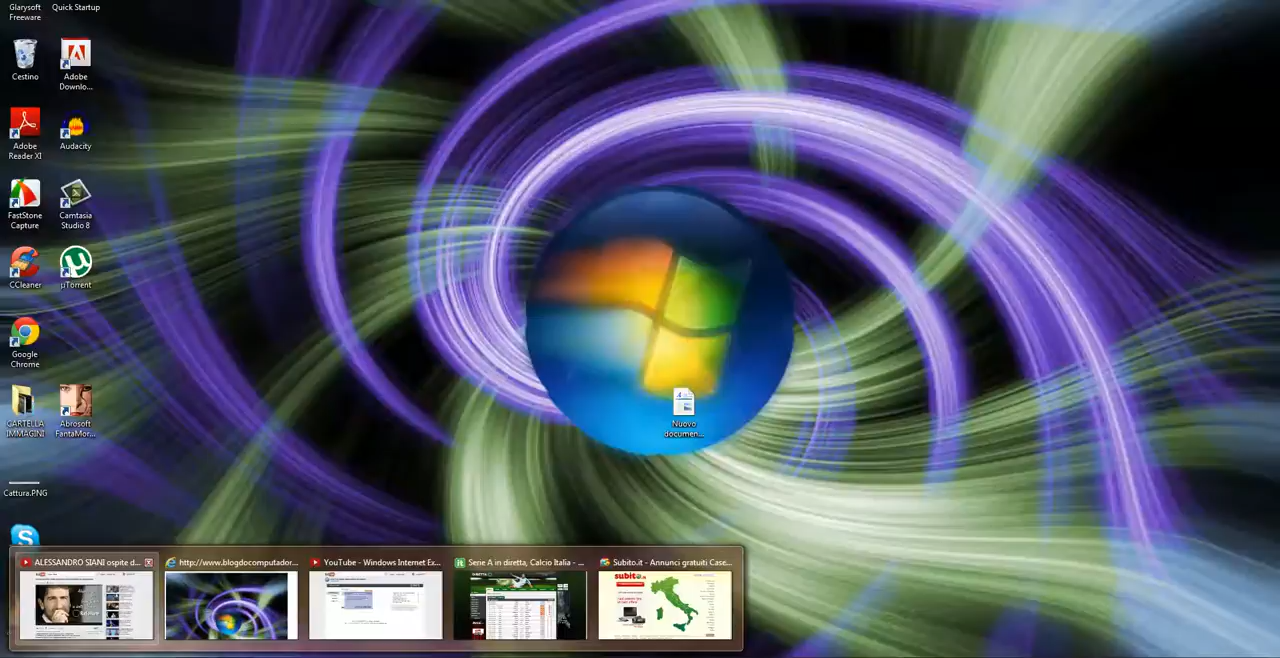 Glarysoft
Freeware
Quick Startup
Cestino
Adobe
Downlo...
Adobe
Reader XI
Audacity
FastStone
Capture
Camtasia
Studio 8
CCleaner
µTorrent
Google
Chrome
CARTELLA
IMMAGINI
Abrosoft
FantaMor...
Cattura.PNG
Nuovo
documen...
ALESSANDRO SIANI ospite d...
http://www.blogdocomputador...
YouTube - Windows Internet Ex...
Serie A in diretta, Calcio Italia - ...
Subito.it - Annunci gratuiti Case...
subito.it